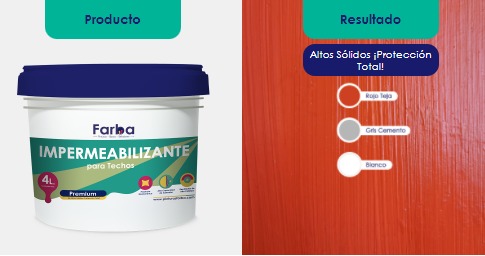 Producto
Resultado
Altos Sólidos ¡Protección
Total!
Rojo Teja
Gris Cemento
Blanco
Farba
IMPERMEABILIZANTE
para Techos
4L
Premium